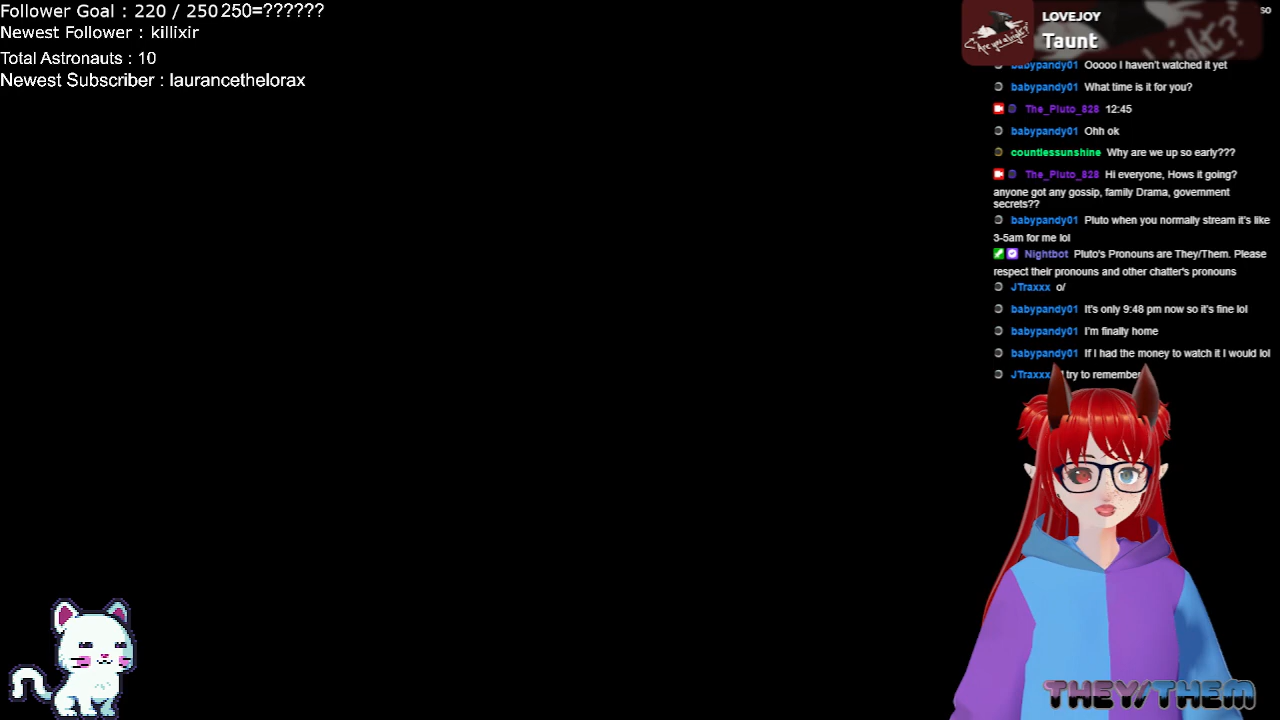 Follower Goal : 220 / 250 250=??????
Newest Follower : killixir
Total Astronauts : 10
Newest Subscriber : laurancethelorax
LOVEJOY
Taunt
so
babypandy01 Ooooo I haven't watched it yet
babypandy01 What time is it for you?
The_Pluto_828 12:45
babypandy01 Ohh ok
countlessunshine Why are we up so early???
The_Pluto_828 Hi everyone, Hows it going?
anyone got any gossip, family Drama, government
secrets??
babypandy01 Pluto when you normally stream it's like
3-5am for me lol
Nightbot Pluto's Pronouns are They/Them. Please
respect their pronouns and other chatter's pronouns
JTraxxx o/
babypandy01 It's only 9:48 pm now so it's fine lol
babypandy01 I'm finally home
babypandy01 If I had the money to watch it I would lol
JTraxxx try to remember
THEY/THEM